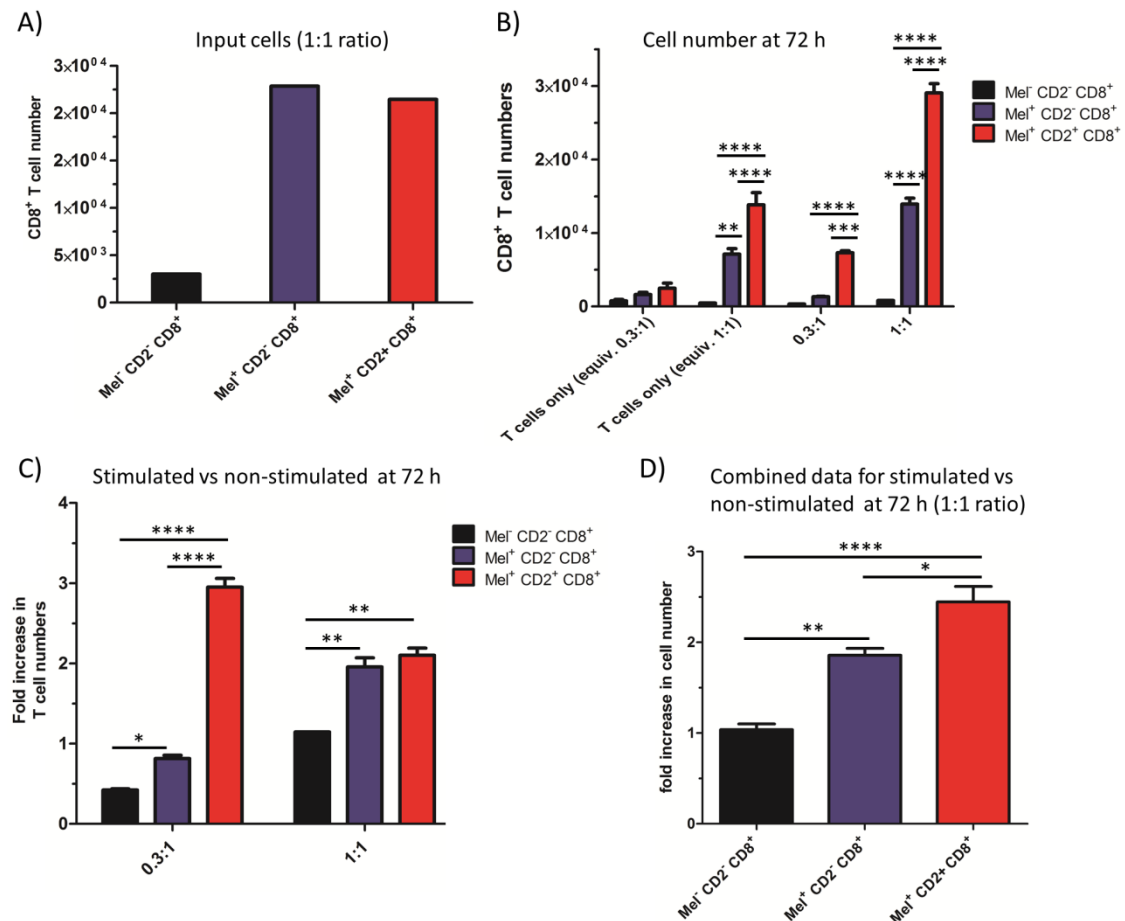 A)
Input cells (1:1 ratio)
CD8⁺ T cell number
3×10⁰⁴
2×10⁰⁴
2×10⁰⁴
1×10⁰⁴
5×10⁰³
0
Mel⁻ CD2⁻ CD8⁺
Mel⁺ CD2⁻ CD8⁺
Mel⁺ CD2+ CD8⁺
B)
Cell number at 72 h
CD8⁺ T cell numbers
3×10⁰⁴
2×10⁰⁴
1×10⁰⁴
0
**** **** ** **** *** **** **** ****
T cells only (equiv. 0.3:1)
T cells only (equiv. 1:1)
0.3:1
1:1
Mel⁻ CD2⁻ CD8⁺
Mel⁺ CD2⁻ CD8⁺
Mel⁺ CD2⁺ CD8⁺
C)
Stimulated vs non-stimulated at 72 h
Fold increase in
T cell numbers
4
3
2
1
0
**** **** * ** **
0.3:1
1:1
Mel⁻ CD2⁻ CD8⁺
Mel⁺ CD2⁻ CD8⁺
Mel⁺ CD2⁺ CD8⁺
D)
Combined data for stimulated vs
non-stimulated at 72 h (1:1 ratio)
fold increase in cell number
3
2
1
0
**** * **
Mel⁻ CD2⁻ CD8⁺
Mel⁺ CD2⁻ CD8⁺
Mel⁺ CD2+ CD8⁺